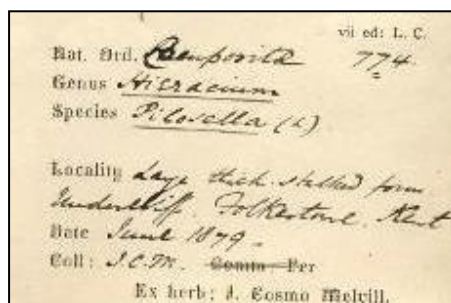 vii ed: L. C.
Nat. Ord. Compositæ 774
Genus Hieracium
Species Pilosella (L)
Locality Large thick-stalked form
Undercliff. Folkestone. Kent
Date June 1879.
Coll: J.C.M. Comm Per
Ex herb: J. Cosmo Melvill.